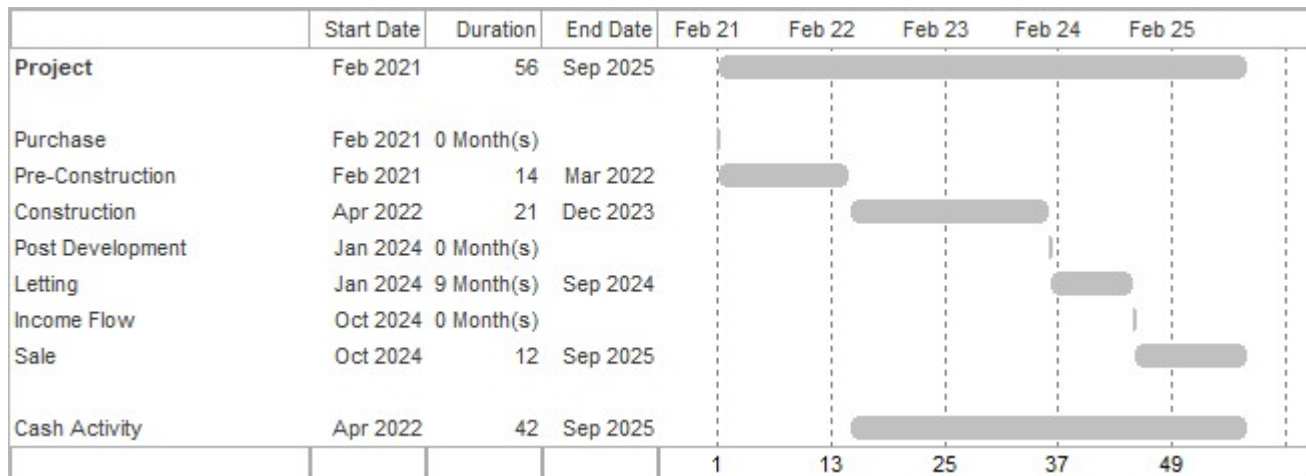 Start Date Duration End Date Feb 21 Feb 22 Feb 23 Feb 24 Feb 25
Project Feb 2021 56 Sep 2025
Purchase Feb 2021 0 Month(s)
Pre-Construction Feb 2021 14 Mar 2022
Construction Apr 2022 21 Dec 2023
Post Development Jan 2024 0 Month(s)
Letting Jan 2024 9 Month(s) Sep 2024
Income Flow Oct 2024 0 Month(s)
Sale Oct 2024 12 Sep 2025
Cash Activity Apr 2022 42 Sep 2025
1 13 25 37 49